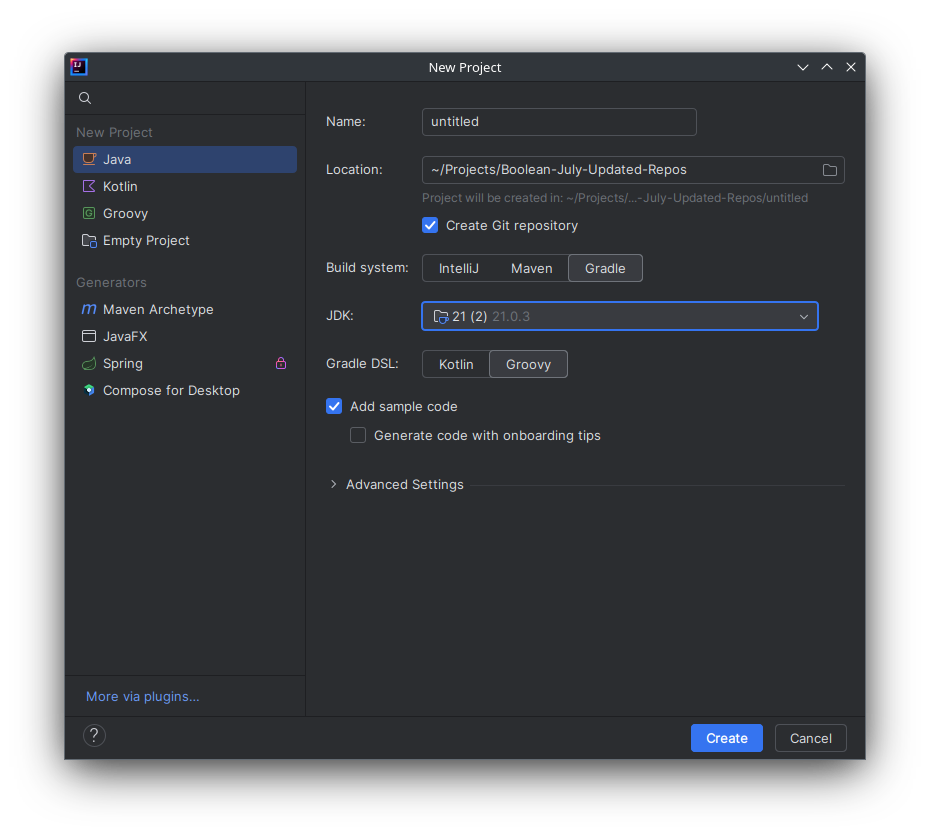 New Project
New Project
Java
Kotlin
Groovy
Empty Project
Generators
Maven Archetype
JavaFX
Spring
Compose for Desktop
More via plugins...
Name: untitled
Location: ~/Projects/Boolean-July-Updated-Repos
Project will be created in: ~/Projects/...-July-Updated-Repos/untitled
Create Git repository
Build system: IntelliJ Maven Gradle
JDK: 21 (2) 21.0.3
Gradle DSL: Kotlin Groovy
Add sample code
Generate code with onboarding tips
Advanced Settings
? Create Cancel